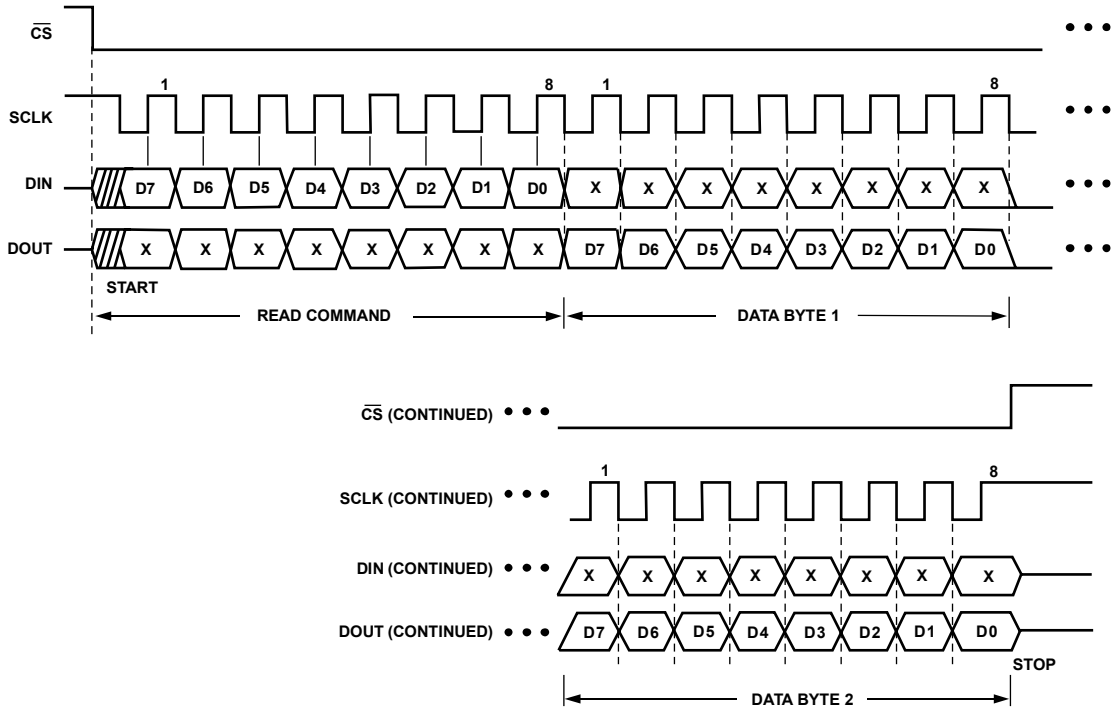 CS
1 8 1 8
SCLK
DIN D7 D6 D5 D4 D3 D2 D1 D0 X X X X X X X X
DOUT X X X X X X X X D7 D6 D5 D4 D3 D2 D1 D0
START
READ COMMAND DATA BYTE 1
CS (CONTINUED)
1 8
SCLK (CONTINUED)
DIN (CONTINUED) X X X X X X X X
DOUT (CONTINUED) D7 D6 D5 D4 D3 D2 D1 D0
STOP
DATA BYTE 2